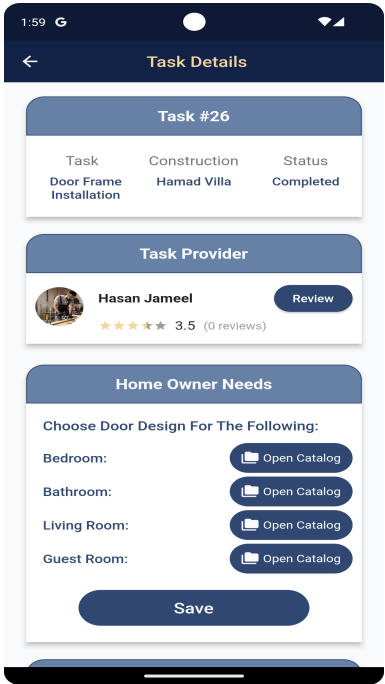 1:59 G
Task Details
Task #26
Task Construction Status
Door Frame Installation Hamad Villa Completed
Task Provider
Hasan Jameel
Review
3.5 (0 reviews)
Home Owner Needs
Choose Door Design For The Following:
Bedroom: Open Catalog
Bathroom: Open Catalog
Living Room: Open Catalog
Guest Room: Open Catalog
Save